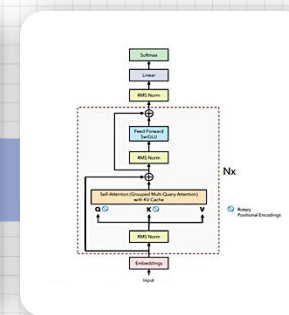 Softmax
Linear
RMS Norm
Feed Forward
SwiGLU
RMS Norm
Nx
Self-Attention (Grouped Multi-Query Attention)
with KV Cache
Q K V
Rotary
Positional Encodings
RMS Norm
Embeddings
Input